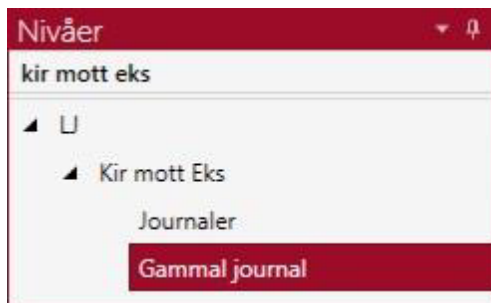 Nivåer
kir mott eks
LJ
Kir mott Eks
Journaler
Gammal journal